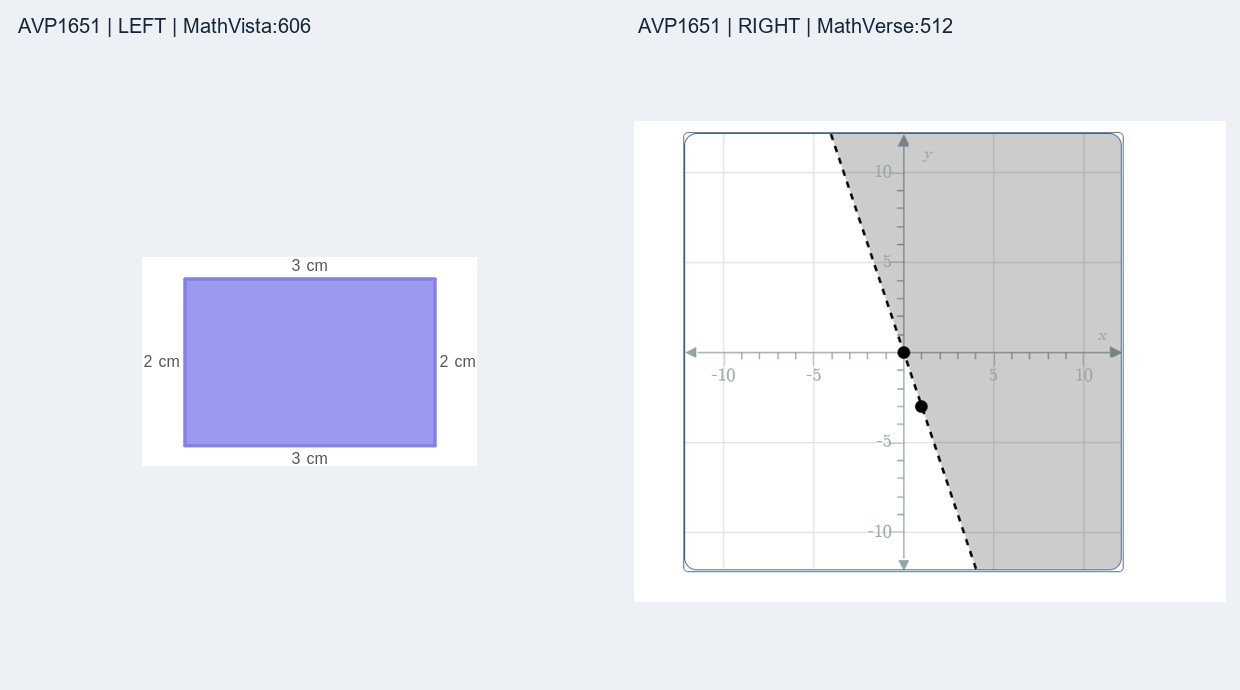 AVP1651 | LEFT | MathVista:606
AVP1651 | RIGHT | MathVerse:512
3 cm
2 cm
2 cm
3 cm
y
10
5
x
-10
-5
5
10
-5
-10